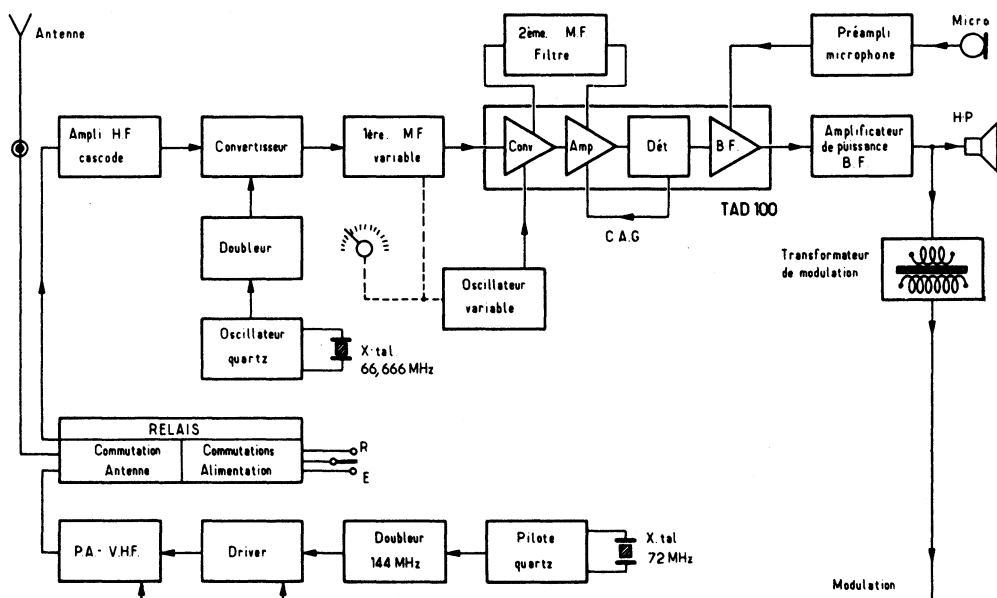 Antenne
2ème. M.F
Filtre
Préampli
microphone
Micro
Ampli H.F
cascode
Convertisseur
1ère. M.F
variable
Conv
Amp
Dét
B.F.
Amplificateur
de puissance
B.F.
H·P
TAD 100
C.A.G
Doubleur
Oscillateur
variable
Transformateur
de modulation
Oscillateur
quartz
X·tal
66,666 MHz
RELAIS
Commutation
Antenne
Commutations
Alimentation
R
E
P.A - V.H.F.
Driver
Doubleur
144 MHz
Pilote
quartz
X.tal
72 MHz
Modulation